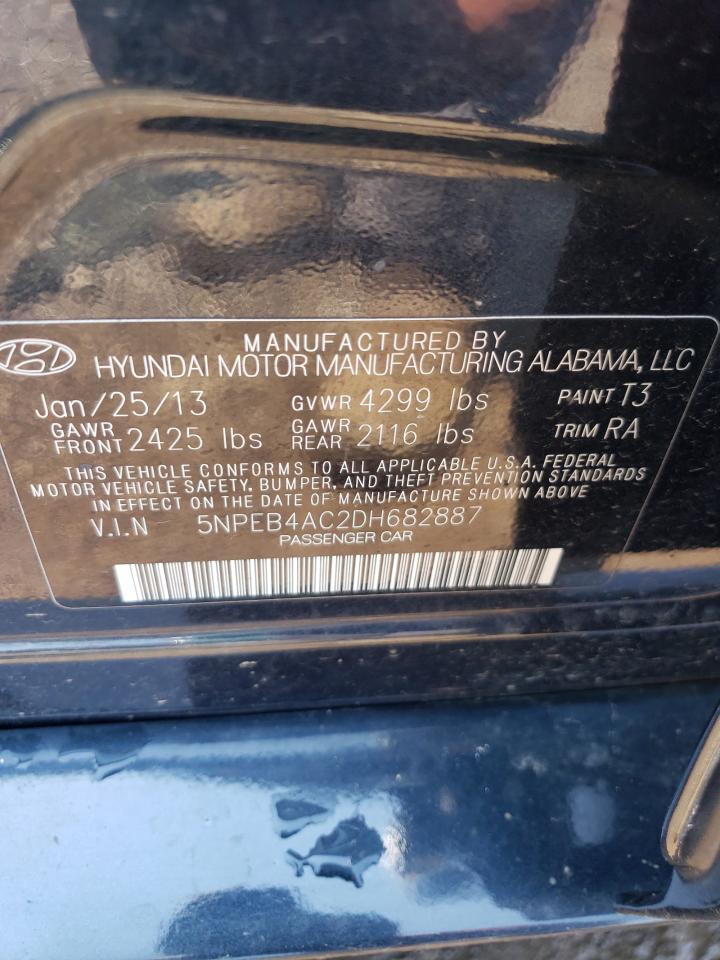 MANUFACTURED BY
HYUNDAI MOTOR MANUFACTURING ALABAMA, LLC
Jan/25/13 GVWR 4299 lbs PAINT T3
GAWR FRONT 2425 lbs GAWR REAR 2116 lbs TRIM RA
THIS VEHICLE CONFORMS TO ALL APPLICABLE U.S.A. FEDERAL
MOTOR VEHICLE SAFETY, BUMPER, AND THEFT PREVENTION STANDARDS
IN EFFECT ON THE DATE OF MANUFACTURE SHOWN ABOVE
V.I.N 5NPEB4AC2DH682887
PASSENGER CAR